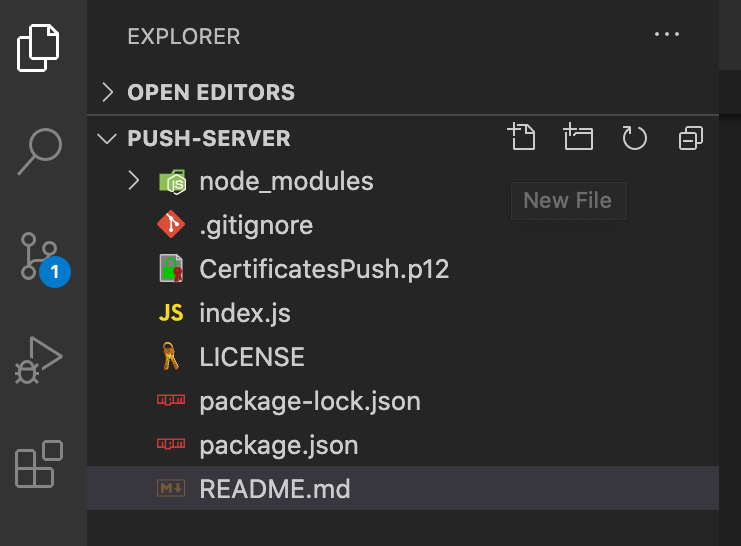 EXPLORER
OPEN EDITORS
PUSH-SERVER
node_modules
New File
.gitignore
CertificatesPush.p12
1
JS index.js
LICENSE
package-lock.json
package.json
README.md